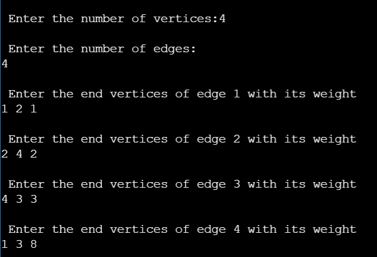 Enter the number of vertices:4
Enter the number of edges:
4
Enter the end vertices of edge 1 with its weight
1 2 1
Enter the end vertices of edge 2 with its weight
2 4 2
Enter the end vertices of edge 3 with its weight
4 3 3
Enter the end vertices of edge 4 with its weight
1 3 8